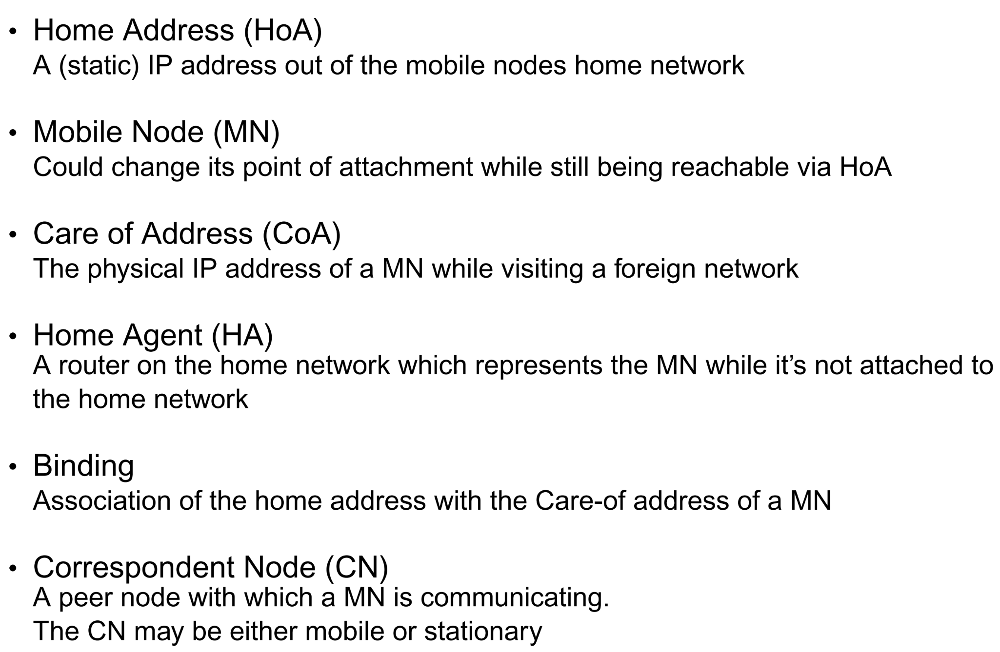 • Home Address (HoA)
A (static) IP address out of the mobile nodes home network
• Mobile Node (MN)
Could change its point of attachment while still being reachable via HoA
• Care of Address (CoA)
The physical IP address of a MN while visiting a foreign network
• Home Agent (HA)
A router on the home network which represents the MN while it’s not attached to
the home network
• Binding
Association of the home address with the Care-of address of a MN
• Correspondent Node (CN)
A peer node with which a MN is communicating.
The CN may be either mobile or stationary